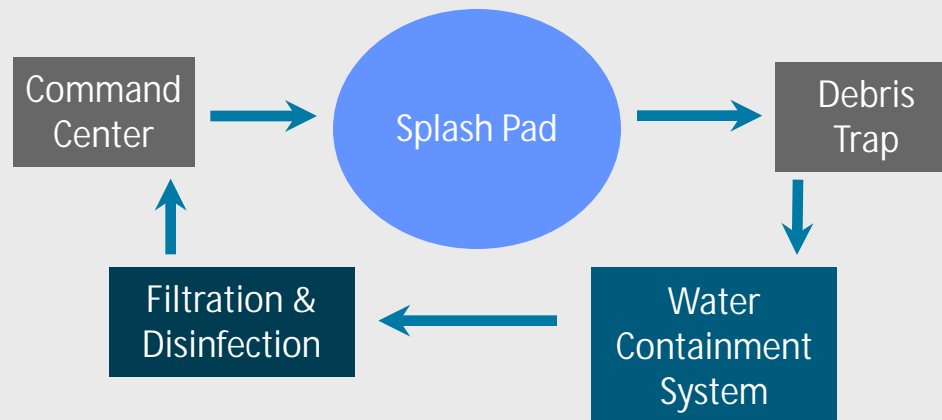 Command
Center
Splash Pad
Debris
Trap
Filtration &
Disinfection
Water
Containment
System